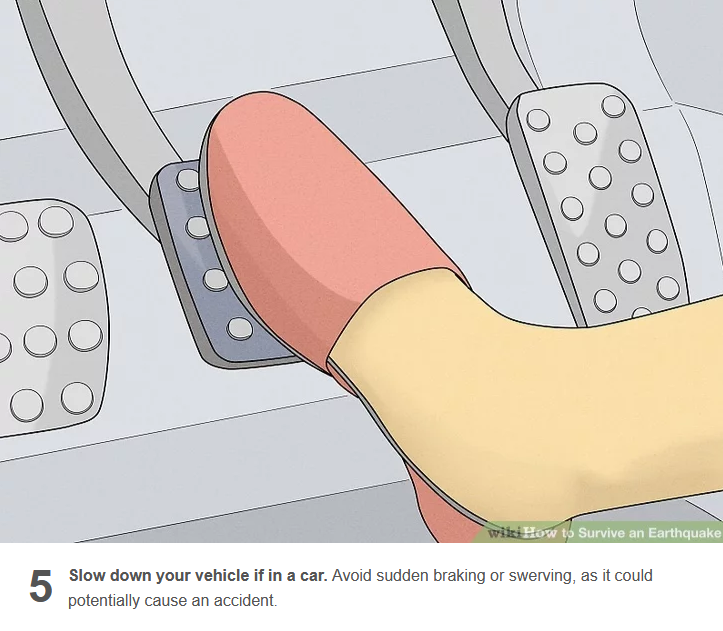 wikiHow to Survive an Earthquake
5 Slow down your vehicle if in a car. Avoid sudden braking or swerving, as it could
potentially cause an accident.